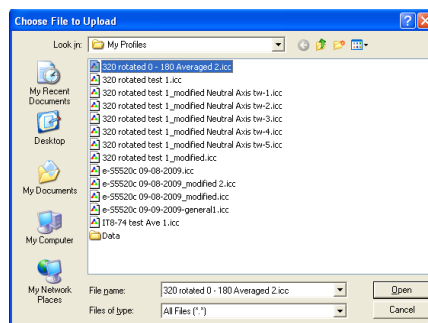 Choose File to Upload
Look in:
My Profiles
My Recent
Documents
Desktop
My Documents
My Computer
My Network
Places
320 rotated 0 - 180 Averaged 2.icc
320 rotated test 1.icc
320 rotated test 1_modified Neutral Axis tw-1.icc
320 rotated test 1_modified Neutral Axis tw-2.icc
320 rotated test 1_modified Neutral Axis tw-3.icc
320 rotated test 1_modified Neutral Axis tw-4.icc
320 rotated test 1_modified Neutral Axis tw-5.icc
320 rotated test 1_modified.icc
e-S5520c 09-08-2009.icc
e-S5520c 09-08-2009_modified 2.icc
e-S5520c 09-08-2009_modified.icc
e-S5520c 09-09-2009-general1.icc
IT8-74 test Ave 1.icc
Data
File name: 320 rotated 0 - 180 Averaged 2.icc Open
Files of type: All Files (*.*) Cancel